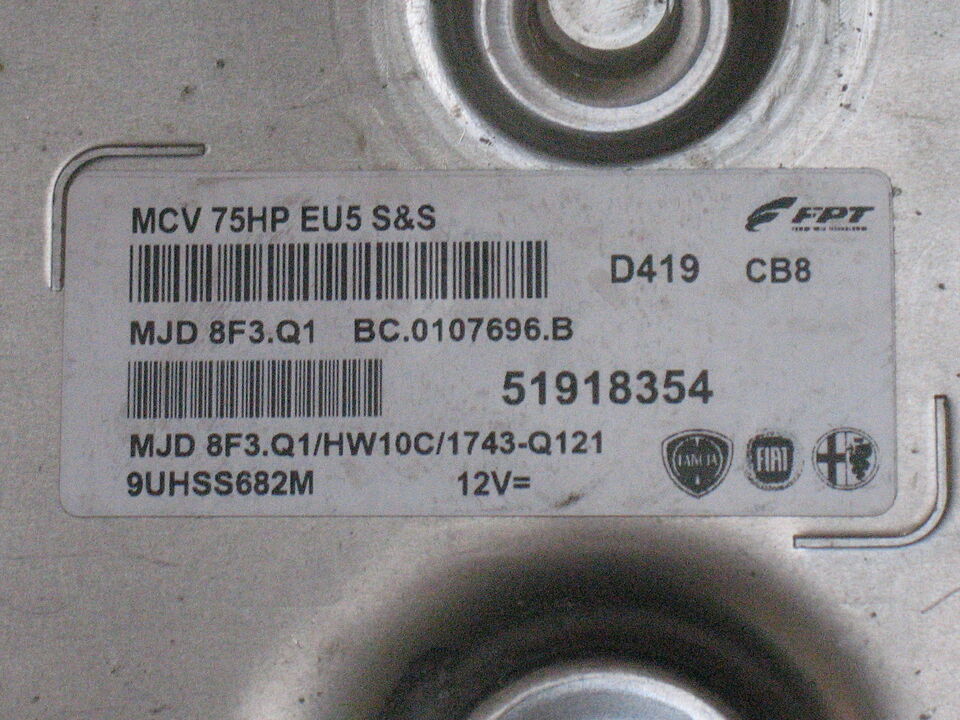 MCV 75HP EU5 S&S
FPT
D419 CB8
MJD 8F3.Q1 BC.0107696.B
51918354
MJD 8F3.Q1/HW10C/1743-Q121
LANCIA FIAT
9UHSS682M 12V=